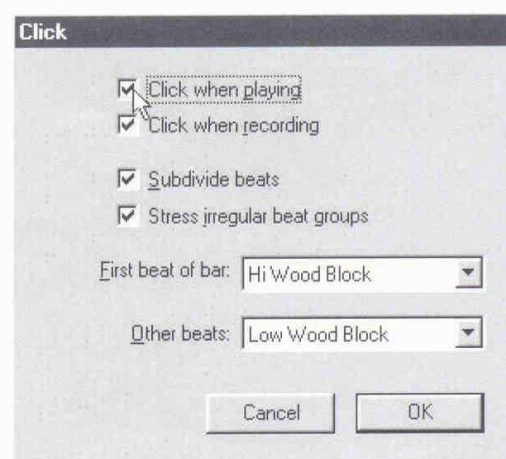 Click
Click when playing
Click when recording
Subdivide beats
Stress irregular beat groups
First beat of bar: Hi Wood Block
Other beats: Low Wood Block
Cancel OK